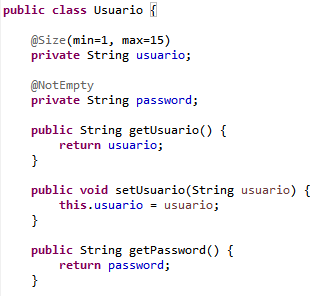 public class Usuario {
@Size(min=1, max=15)
private String usuario;
@NotEmpty
private String password;
public String getUsuario() {
return usuario;
}
public void setUsuario(String usuario) {
this.usuario = usuario;
}
public String getPassword() {
return password;
}